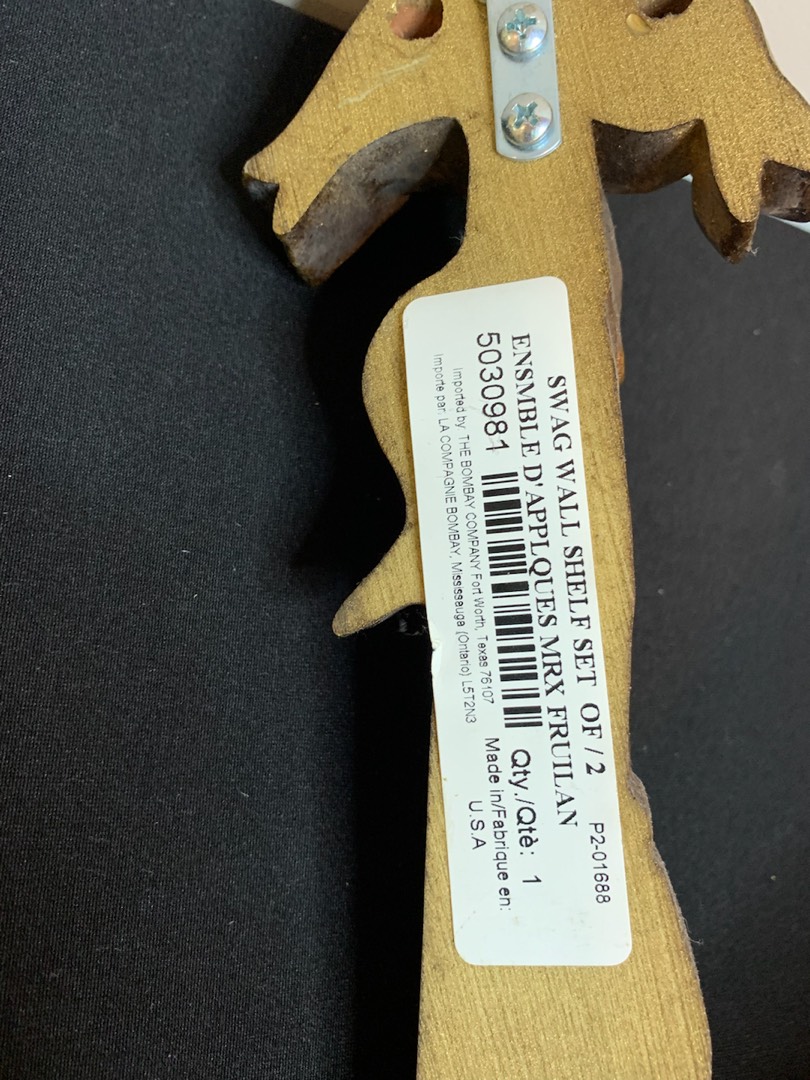 SWAG WALL SHELF SET OF / 2
P2-01688
ENSMBLE D'APPLQUES MRX FRUILAN
5030981
Qty./Qtè: 1
Imported by THE BOMBAY COMPANY Fort Worth, Texas 76107
Importe par, LA COMPAGNIE BOMBAY, Mississauga (Ontario) L5T2N3
Made in/Fabrique en:
U.S.A